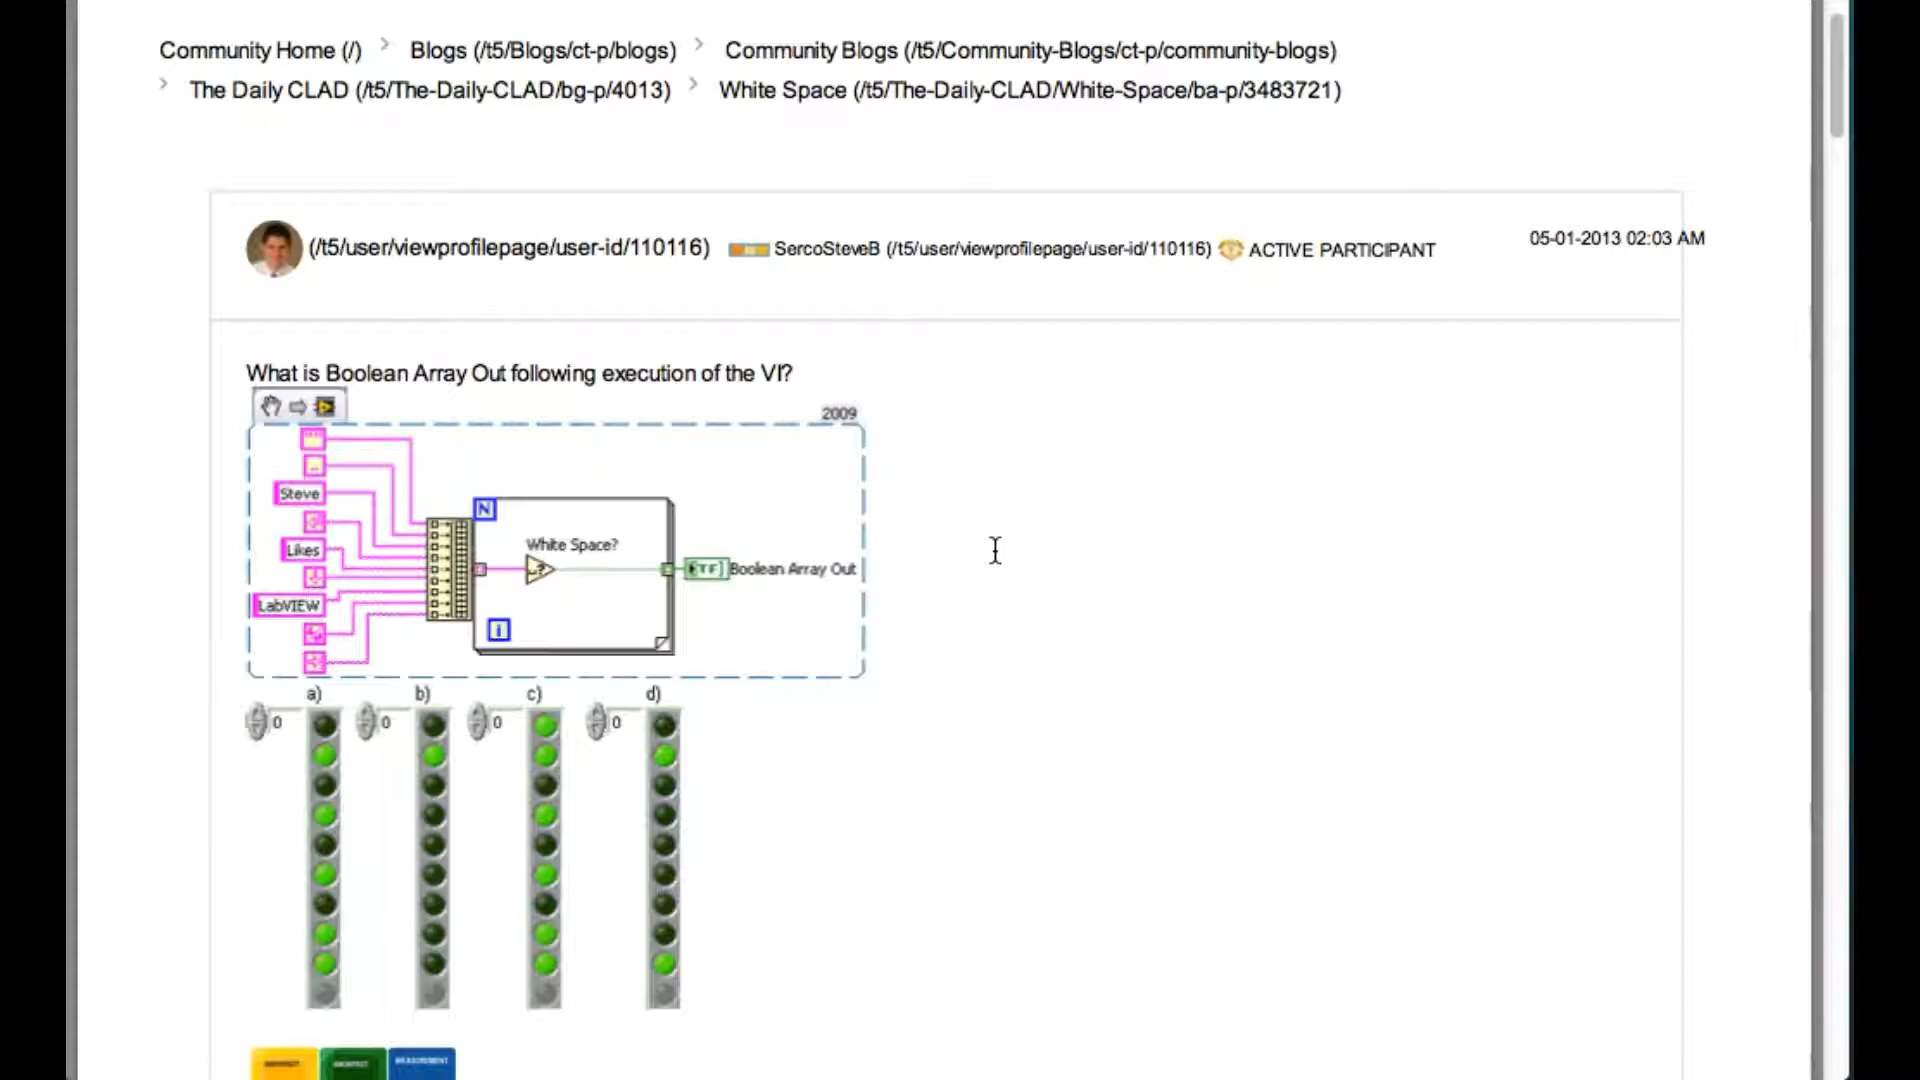 Community Home (/) > Blogs (/t5/Blogs/ct-p/blogs) > Community Blogs (/t5/Community-Blogs/ct-p/community-blogs)
> The Daily CLAD (/t5/The-Daily-CLAD/bg-p/4013) > White Space (/t5/The-Daily-CLAD/White-Space/ba-p/3483721)
(/t5/user/viewprofilepage/user-id/110116) SercoSteveB (/t5/user/viewprofilepage/user-id/110116) ACTIVE PARTICIPANT
05-01-2013 02:03 AM
What is Boolean Array Out following execution of the VI?
2009
Steve
N
Likes
White Space?
TF
Boolean Array Out
LabVIEW
i
a) b) c) d)
0 0 0 0
MEASUREMENT